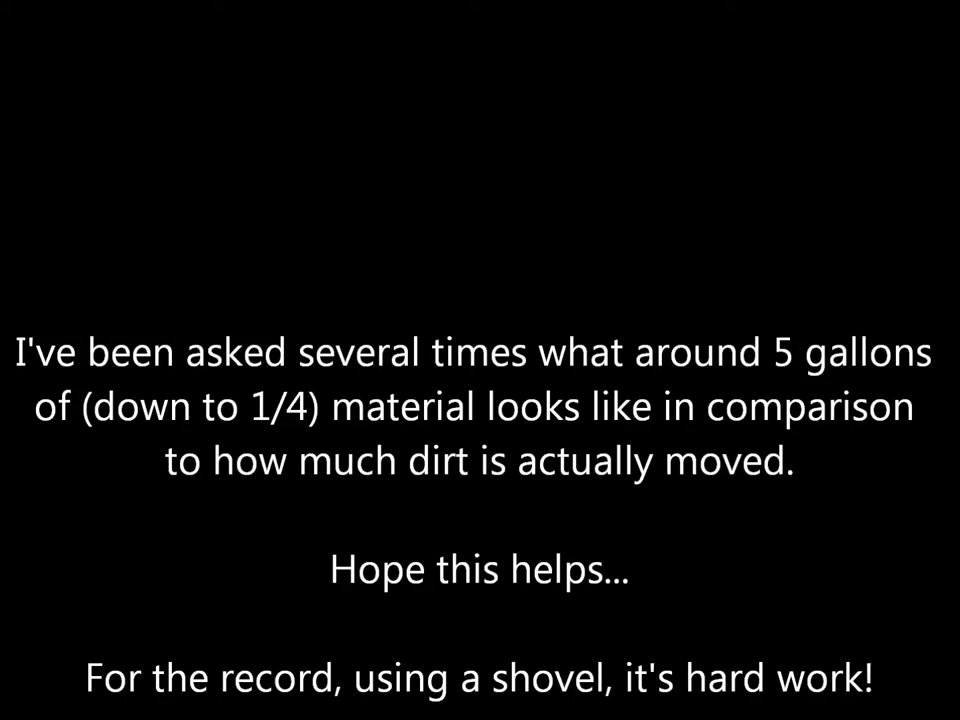 I've been asked several times what around 5 gallons
of (down to 1/4) material looks like in comparison
to how much dirt is actually moved.
Hope this helps...
For the record, using a shovel, it's hard work!